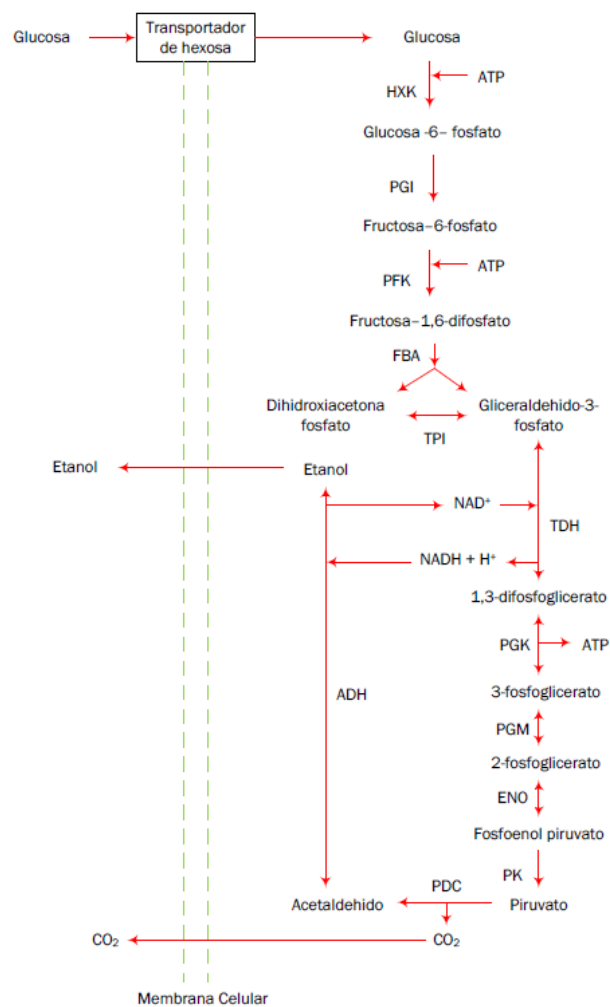 Glucosa
Transportador
de hexosa
Glucosa
HXK
ATP
Glucosa -6– fosfato
PGI
Fructosa–6-fosfato
PFK
ATP
Fructosa–1,6-difosfato
FBA
Dihidroxiacetona
fosfato
TPI
Gliceraldehido-3-
fosfato
Etanol
Etanol
NAD⁺
TDH
NADH + H⁺
1,3-difosfoglicerato
PGK
ATP
ADH
3-fosfoglicerato
PGM
2-fosfoglicerato
ENO
Fosfoenol piruvato
PK
PDC
Acetaldehido
Piruvato
CO₂
CO₂
Membrana Celular